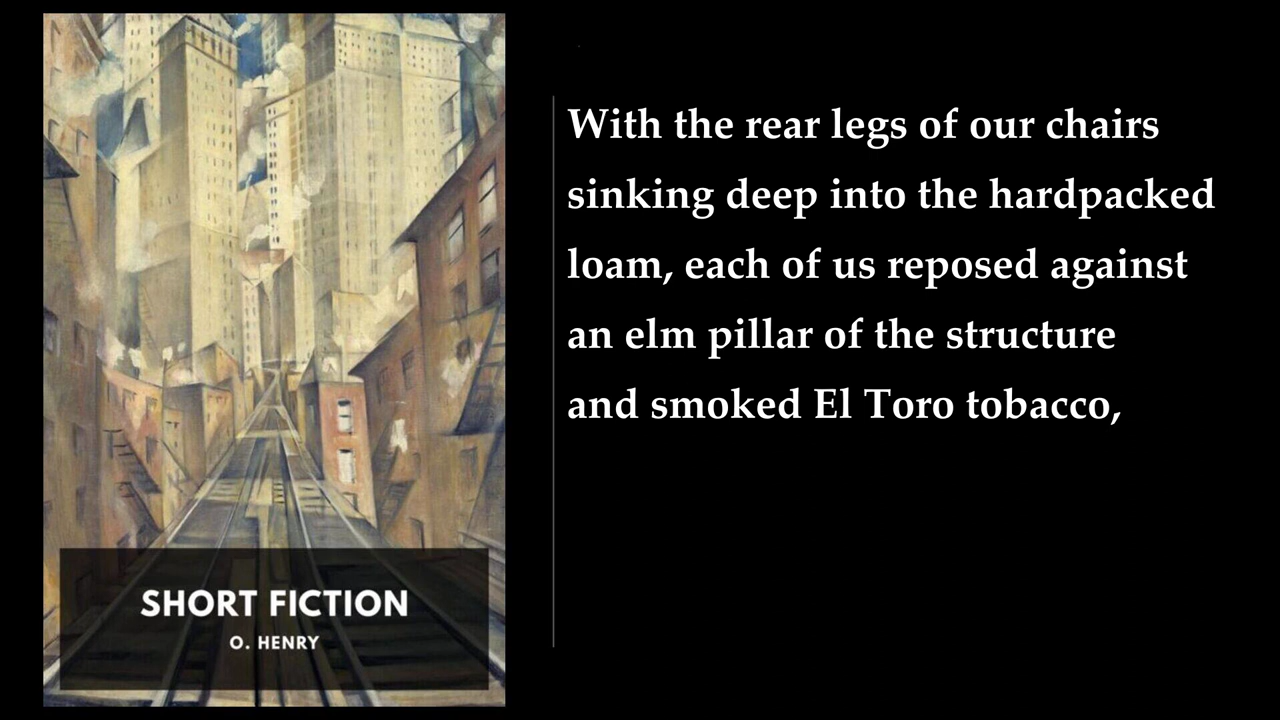 SHORT FICTION
O. HENRY
With the rear legs of our chairs
sinking deep into the hardpacked
loam, each of us reposed against
an elm pillar of the structure
and smoked El Toro tobacco,